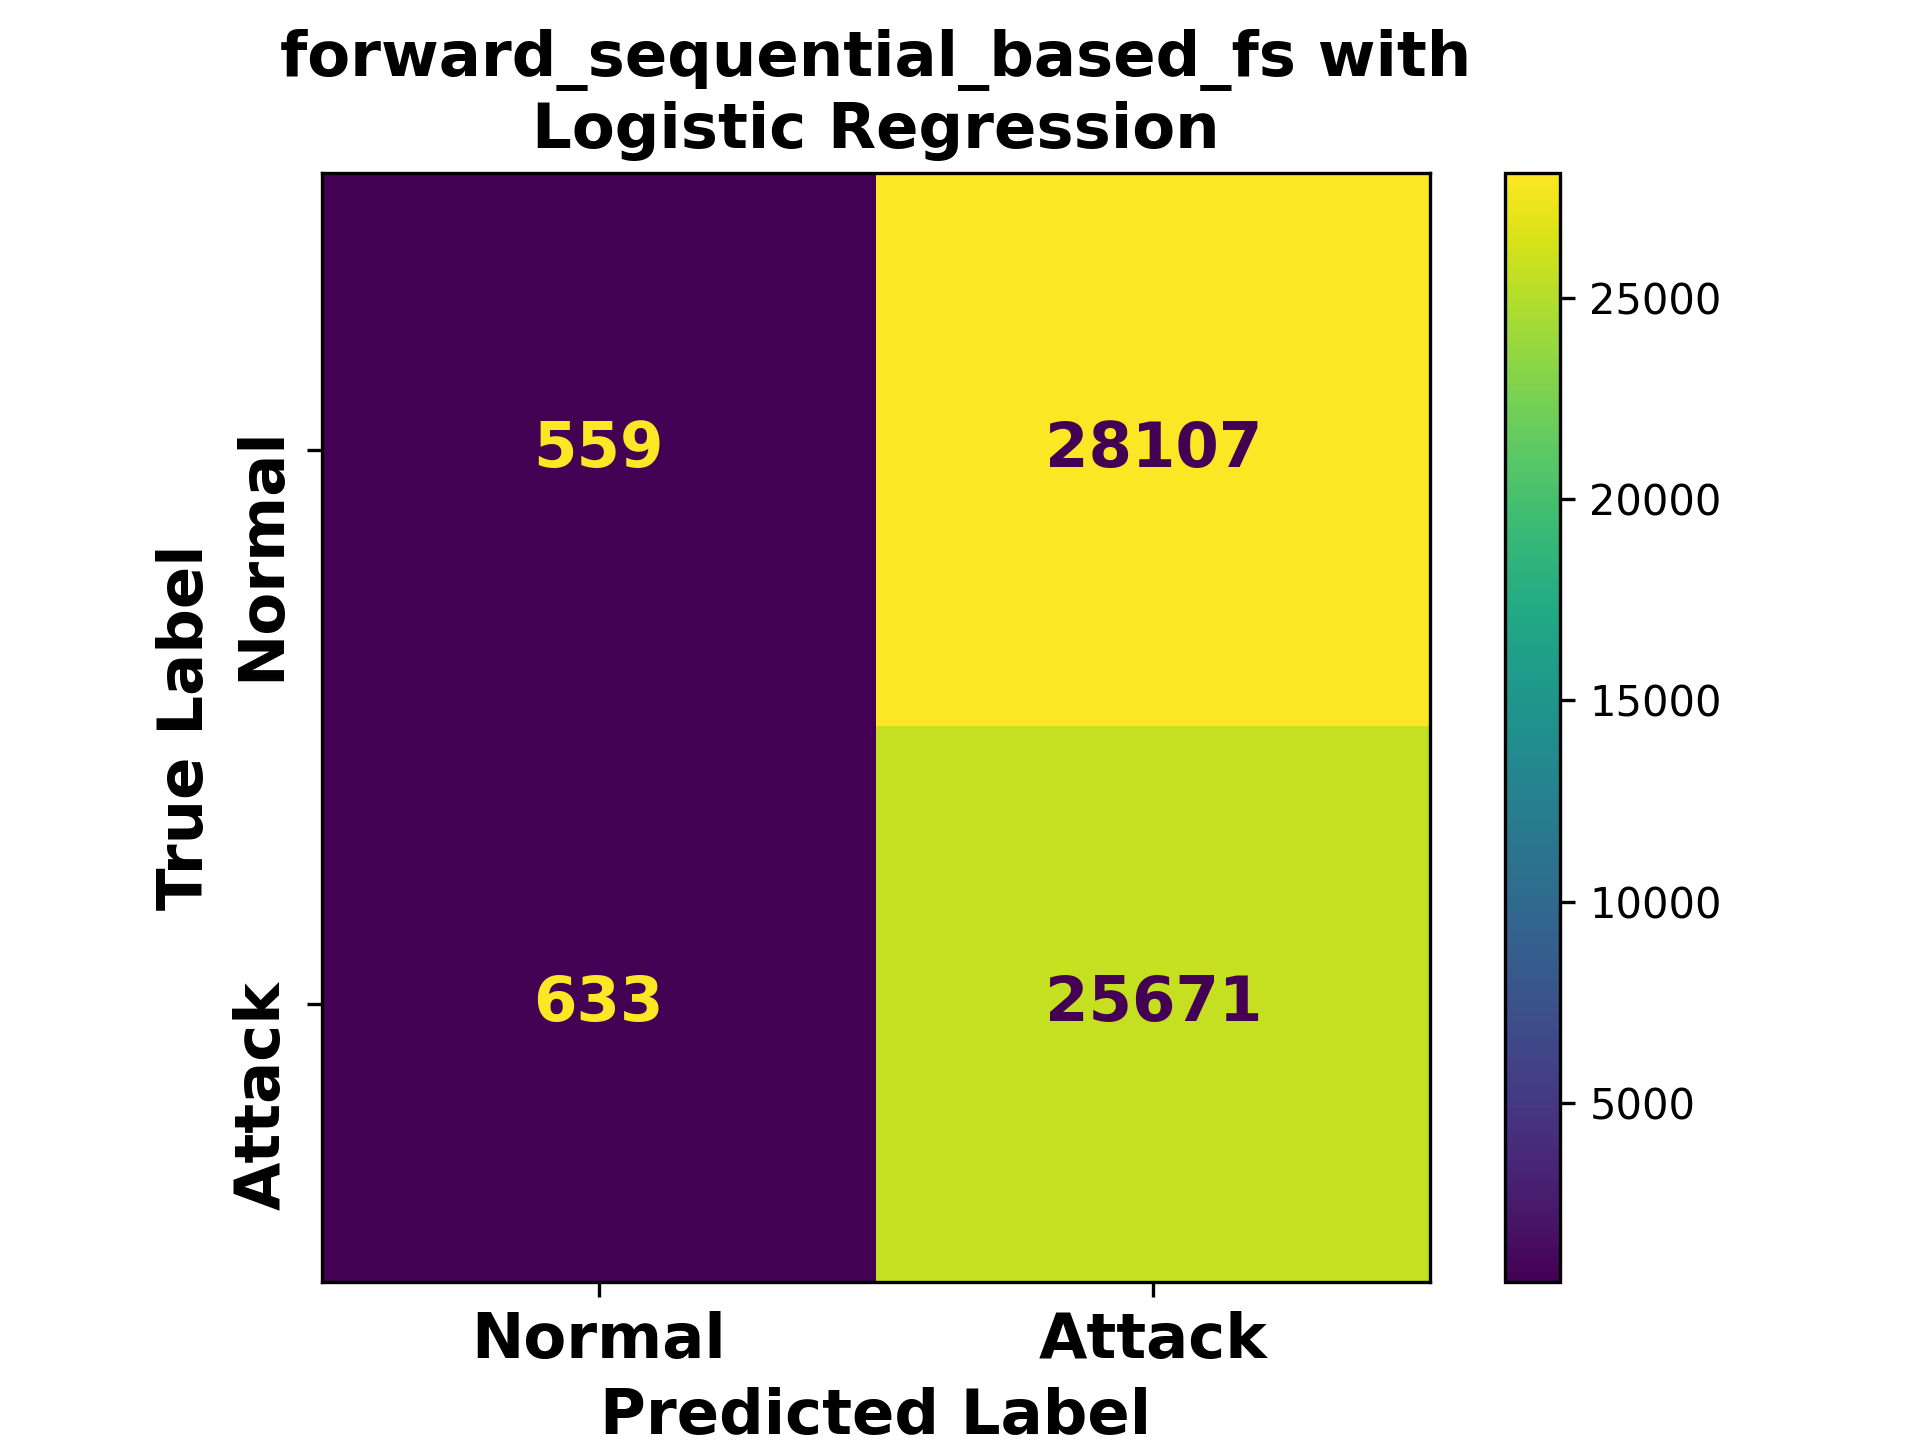 forward_sequential_based_fs with
Logistic Regression
True Label
Normal
Attack
559
28107
633
25671
Normal
Attack
Predicted Label
25000
20000
15000
10000
5000